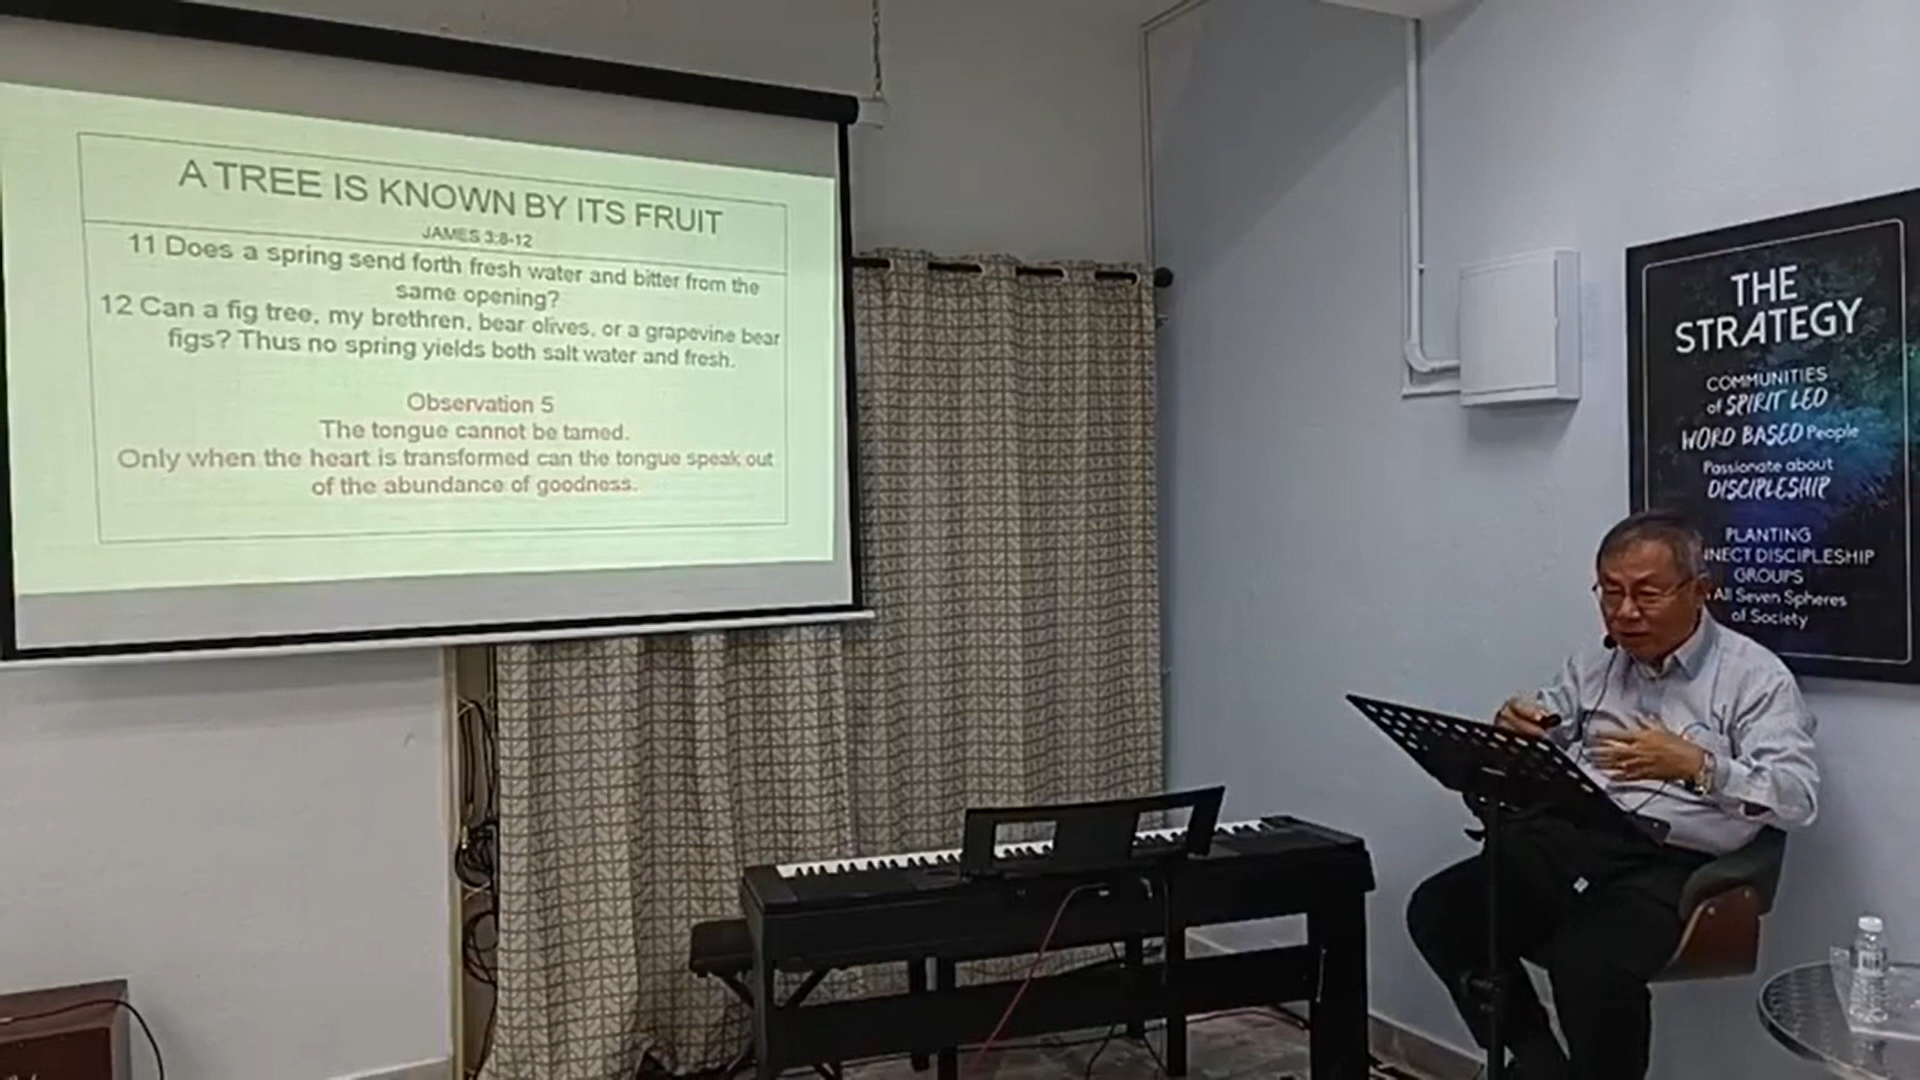 A TREE IS KNOWN BY ITS FRUIT
JAMES 3:8-12
11 Does a spring send forth fresh water and bitter from the
same opening?
12 Can a fig tree, my brethren, bear olives, or a grapevine bear
figs? Thus no spring yields both salt water and fresh.
Observation 5
The tongue cannot be tamed.
Only when the heart is transformed can the tongue speak out
of the abundance of goodness.
THE
STRATEGY
COMMUNITIES
of SPIRIT LED
WORD BASED People
Passionate about
DISCIPLESHIP
PLANTING
NNECT DISCIPLESHIP
GROUPS
All Seven Spheres
of Society